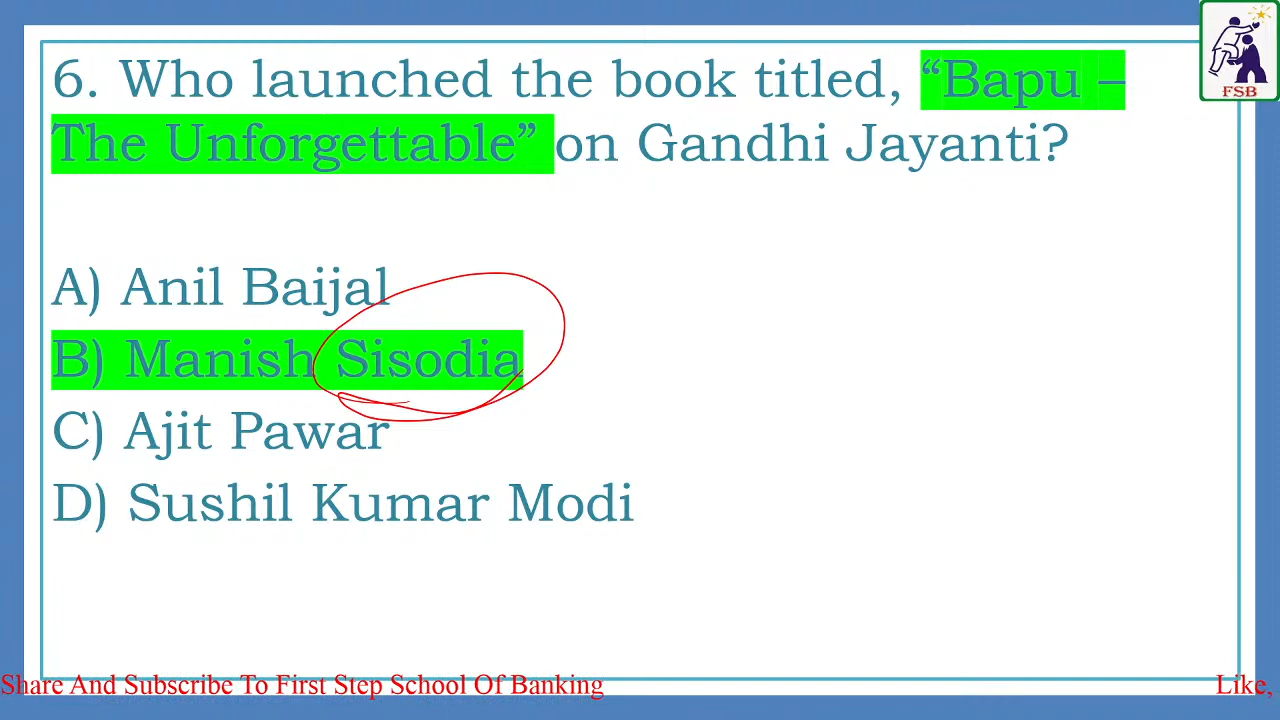 6. Who launched the book titled, “Bapu –
The Unforgettable” on Gandhi Jayanti?
A) Anil Baijal
B) Manish Sisodia
C) Ajit Pawar
D) Sushil Kumar Modi
FSB
Share And Subscribe To First Step School Of Banking
Like,